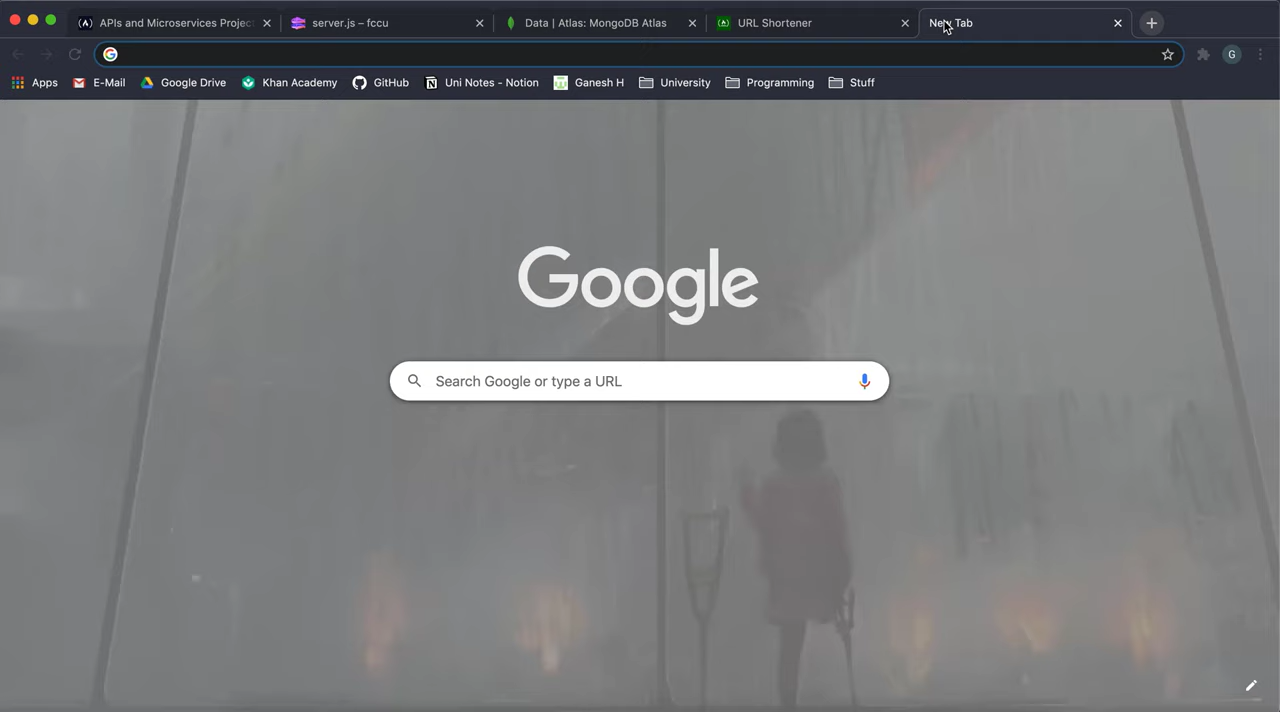 APIs and Microservices Project
server.js – fccu
Data | Atlas: MongoDB Atlas
URL Shortener
New Tab
G
Apps
E-Mail
Google Drive
Khan Academy
GitHub
Uni Notes - Notion
Ganesh H
University
Programming
Stuff
Google
Search Google or type a URL